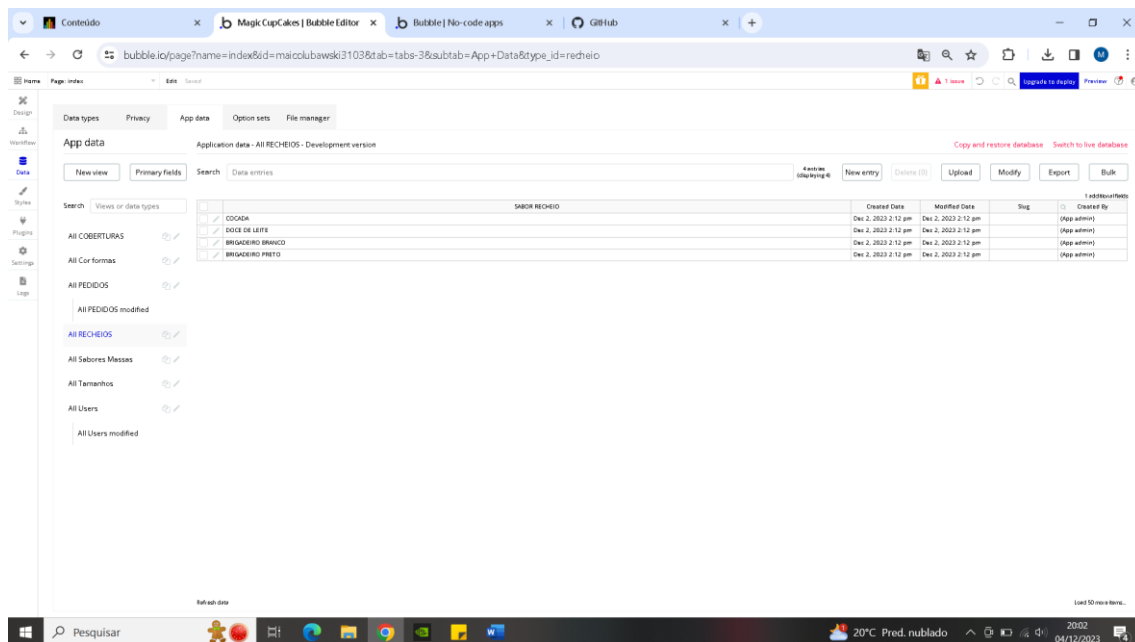 Conteúdo
Magic CupCakes | Bubble Editor
Bubble | No-code apps
GitHub
bubble.io/page?name=index&id=maicolubawski3103&tab=tabs-3&subtab=App+Data&type_id=recheio
M
Home Page: index Edit Saved
1 issue Upgrade to deploy Preview
Design
Workflow
Data
Styles
Plugins
Settings
Logs
Data types Privacy App data Option sets File manager
App data
Application data - All RECHEIOS - Development version
Copy and restore database Switch to live database
New view Primary fields
Search Data entries
4 entries
(displaying 4)
New entry Delete (0) Upload Modify Export Bulk
1 additional fields
Search Views or data types
All COBERTURAS
All Cor formas
All PEDIDOS
All PEDIDOS modified
All RECHEIOS
All Sabores Massas
All Tamanhos
All Users
All Users modified
SABOR RECHEIO Created Date Modified Date Slug Created By
COCADA Dec 2, 2023 2:12 pm Dec 2, 2023 2:12 pm (App admin)
DOCE DE LEITE Dec 2, 2023 2:12 pm Dec 2, 2023 2:12 pm (App admin)
BRIGADEIRO BRANCO Dec 2, 2023 2:12 pm Dec 2, 2023 2:12 pm (App admin)
BRIGADEIRO PRETO Dec 2, 2023 2:12 pm Dec 2, 2023 2:12 pm (App admin)
Refresh data
Load 50 more items...
Pesquisar
20°C Pred. nublado
20:02
04/12/2023